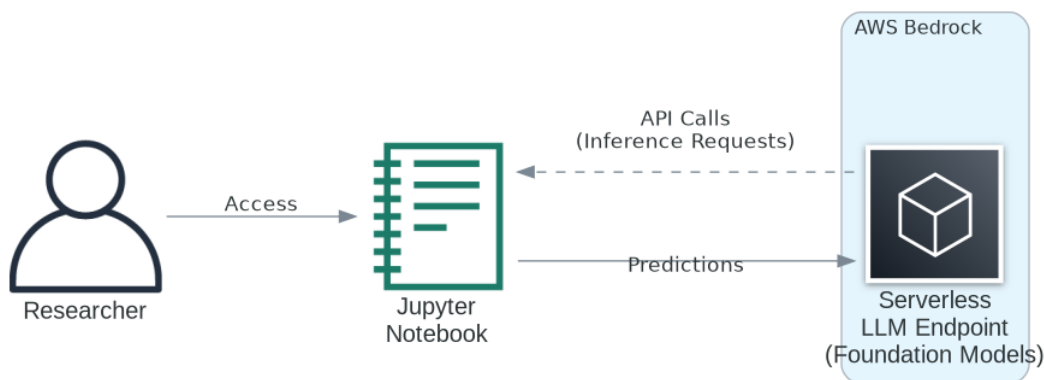 AWS Bedrock
API Calls
(Inference Requests)
Access
Predictions
Researcher
Jupyter
Notebook
Serverless
LLM Endpoint
(Foundation Models)